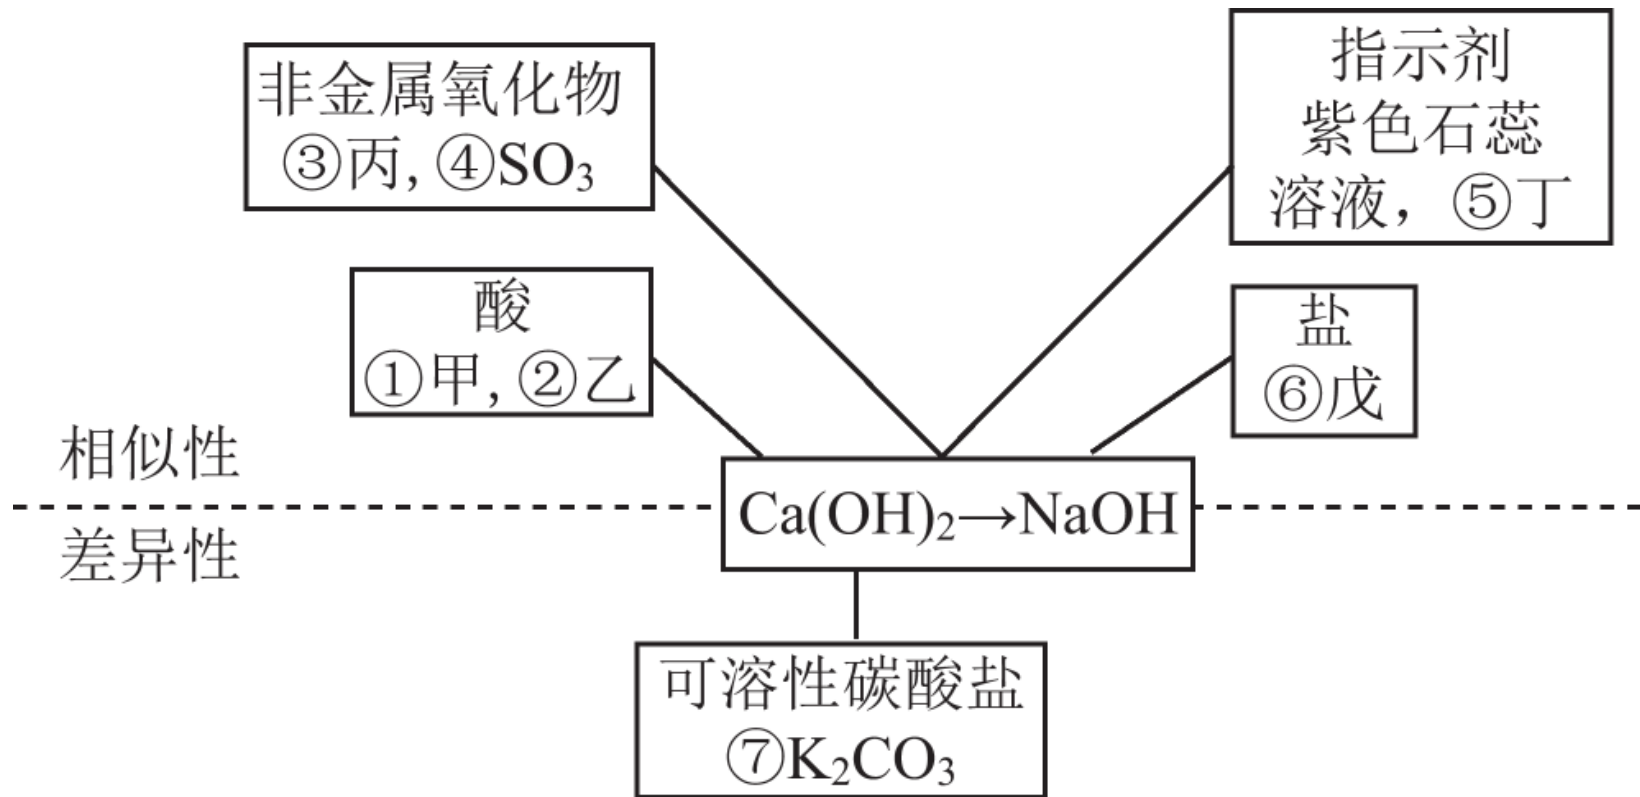 非金属氧化物
③丙, ④SO₃
指示剂
紫色石蕊
溶液，⑤丁
酸
①甲, ②乙
盐
⑥戊
相似性
Ca(OH)₂→NaOH
差异性
可溶性碳酸盐
⑦K₂CO₃